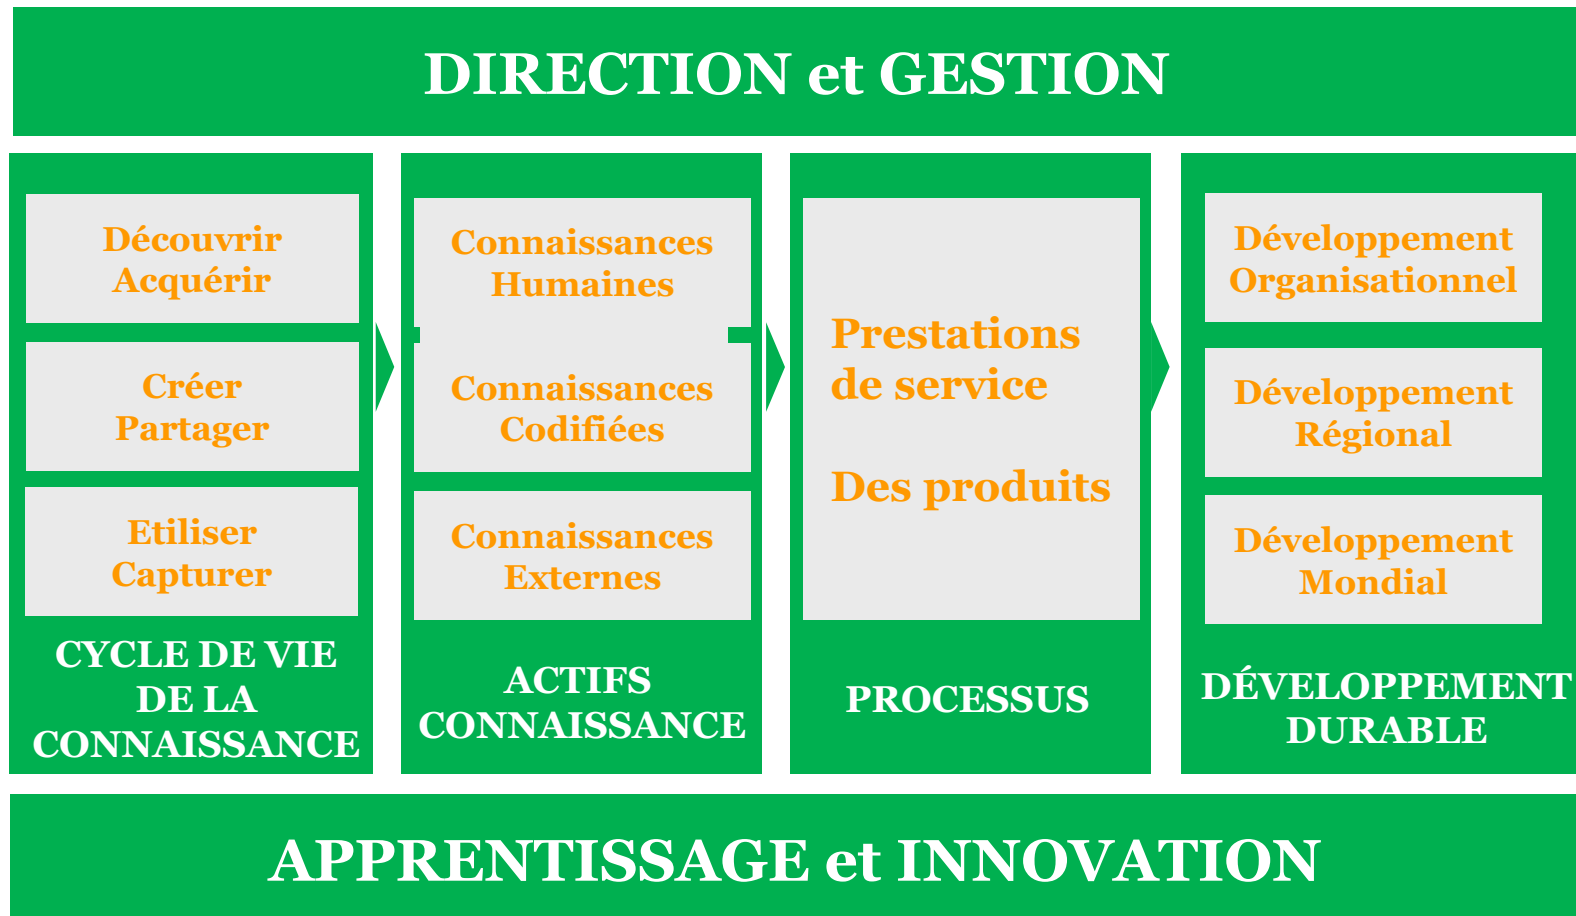 DIRECTION et GESTION
Découvrir
Acquérir
Créer
Partager
Etiliser
Capturer
CYCLE DE VIE
DE LA
CONNAISSANCE
Connaissances
Humaines
Connaissances
Codifiées
Connaissances
Externes
ACTIFS
CONNAISSANCE
Prestations
de service
Des produits
PROCESSUS
Développement
Organisationnel
Développement
Régional
Développement
Mondial
DÉVELOPPEMENT
DURABLE
APPRENTISSAGE et INNOVATION